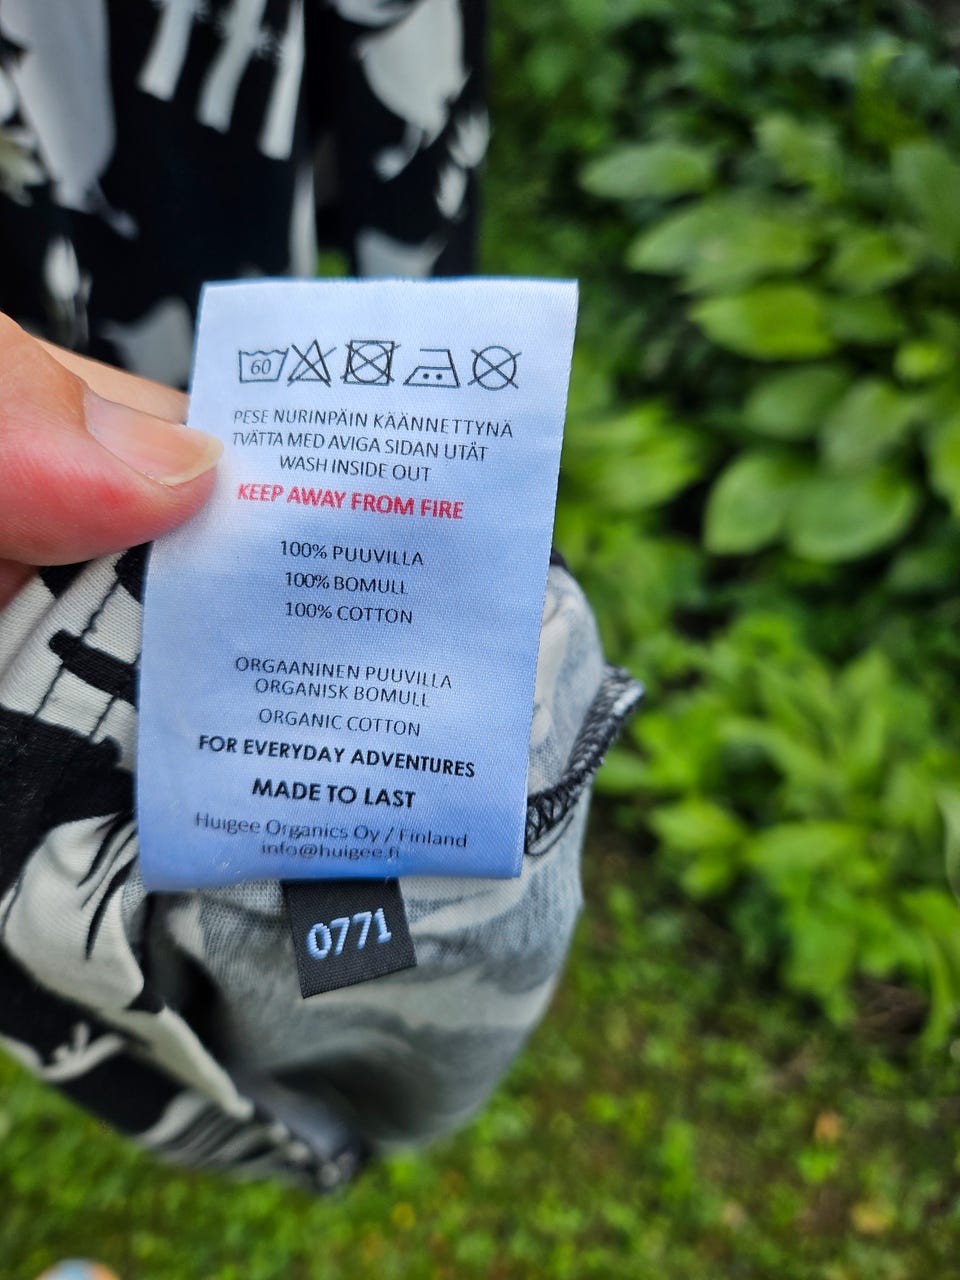 60
PESE NURINPÄIN KÄÄNNETTYNÄ
TVÄTTA MED AVIGA SIDAN UTÅT
WASH INSIDE OUT
KEEP AWAY FROM FIRE
100% PUUVILLA
100% BOMULL
100% COTTON
ORGAANINEN PUUVILLA
ORGANISK BOMULL
ORGANIC COTTON
FOR EVERYDAY ADVENTURES
MADE TO LAST
Huigee Organics Oy / Finland
info@huigee.fi
0771